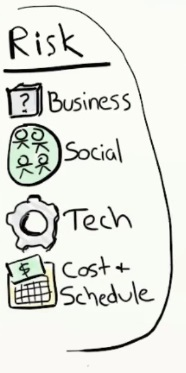 Risk
?
Business
Social
Tech
$
Cost +
Schedule